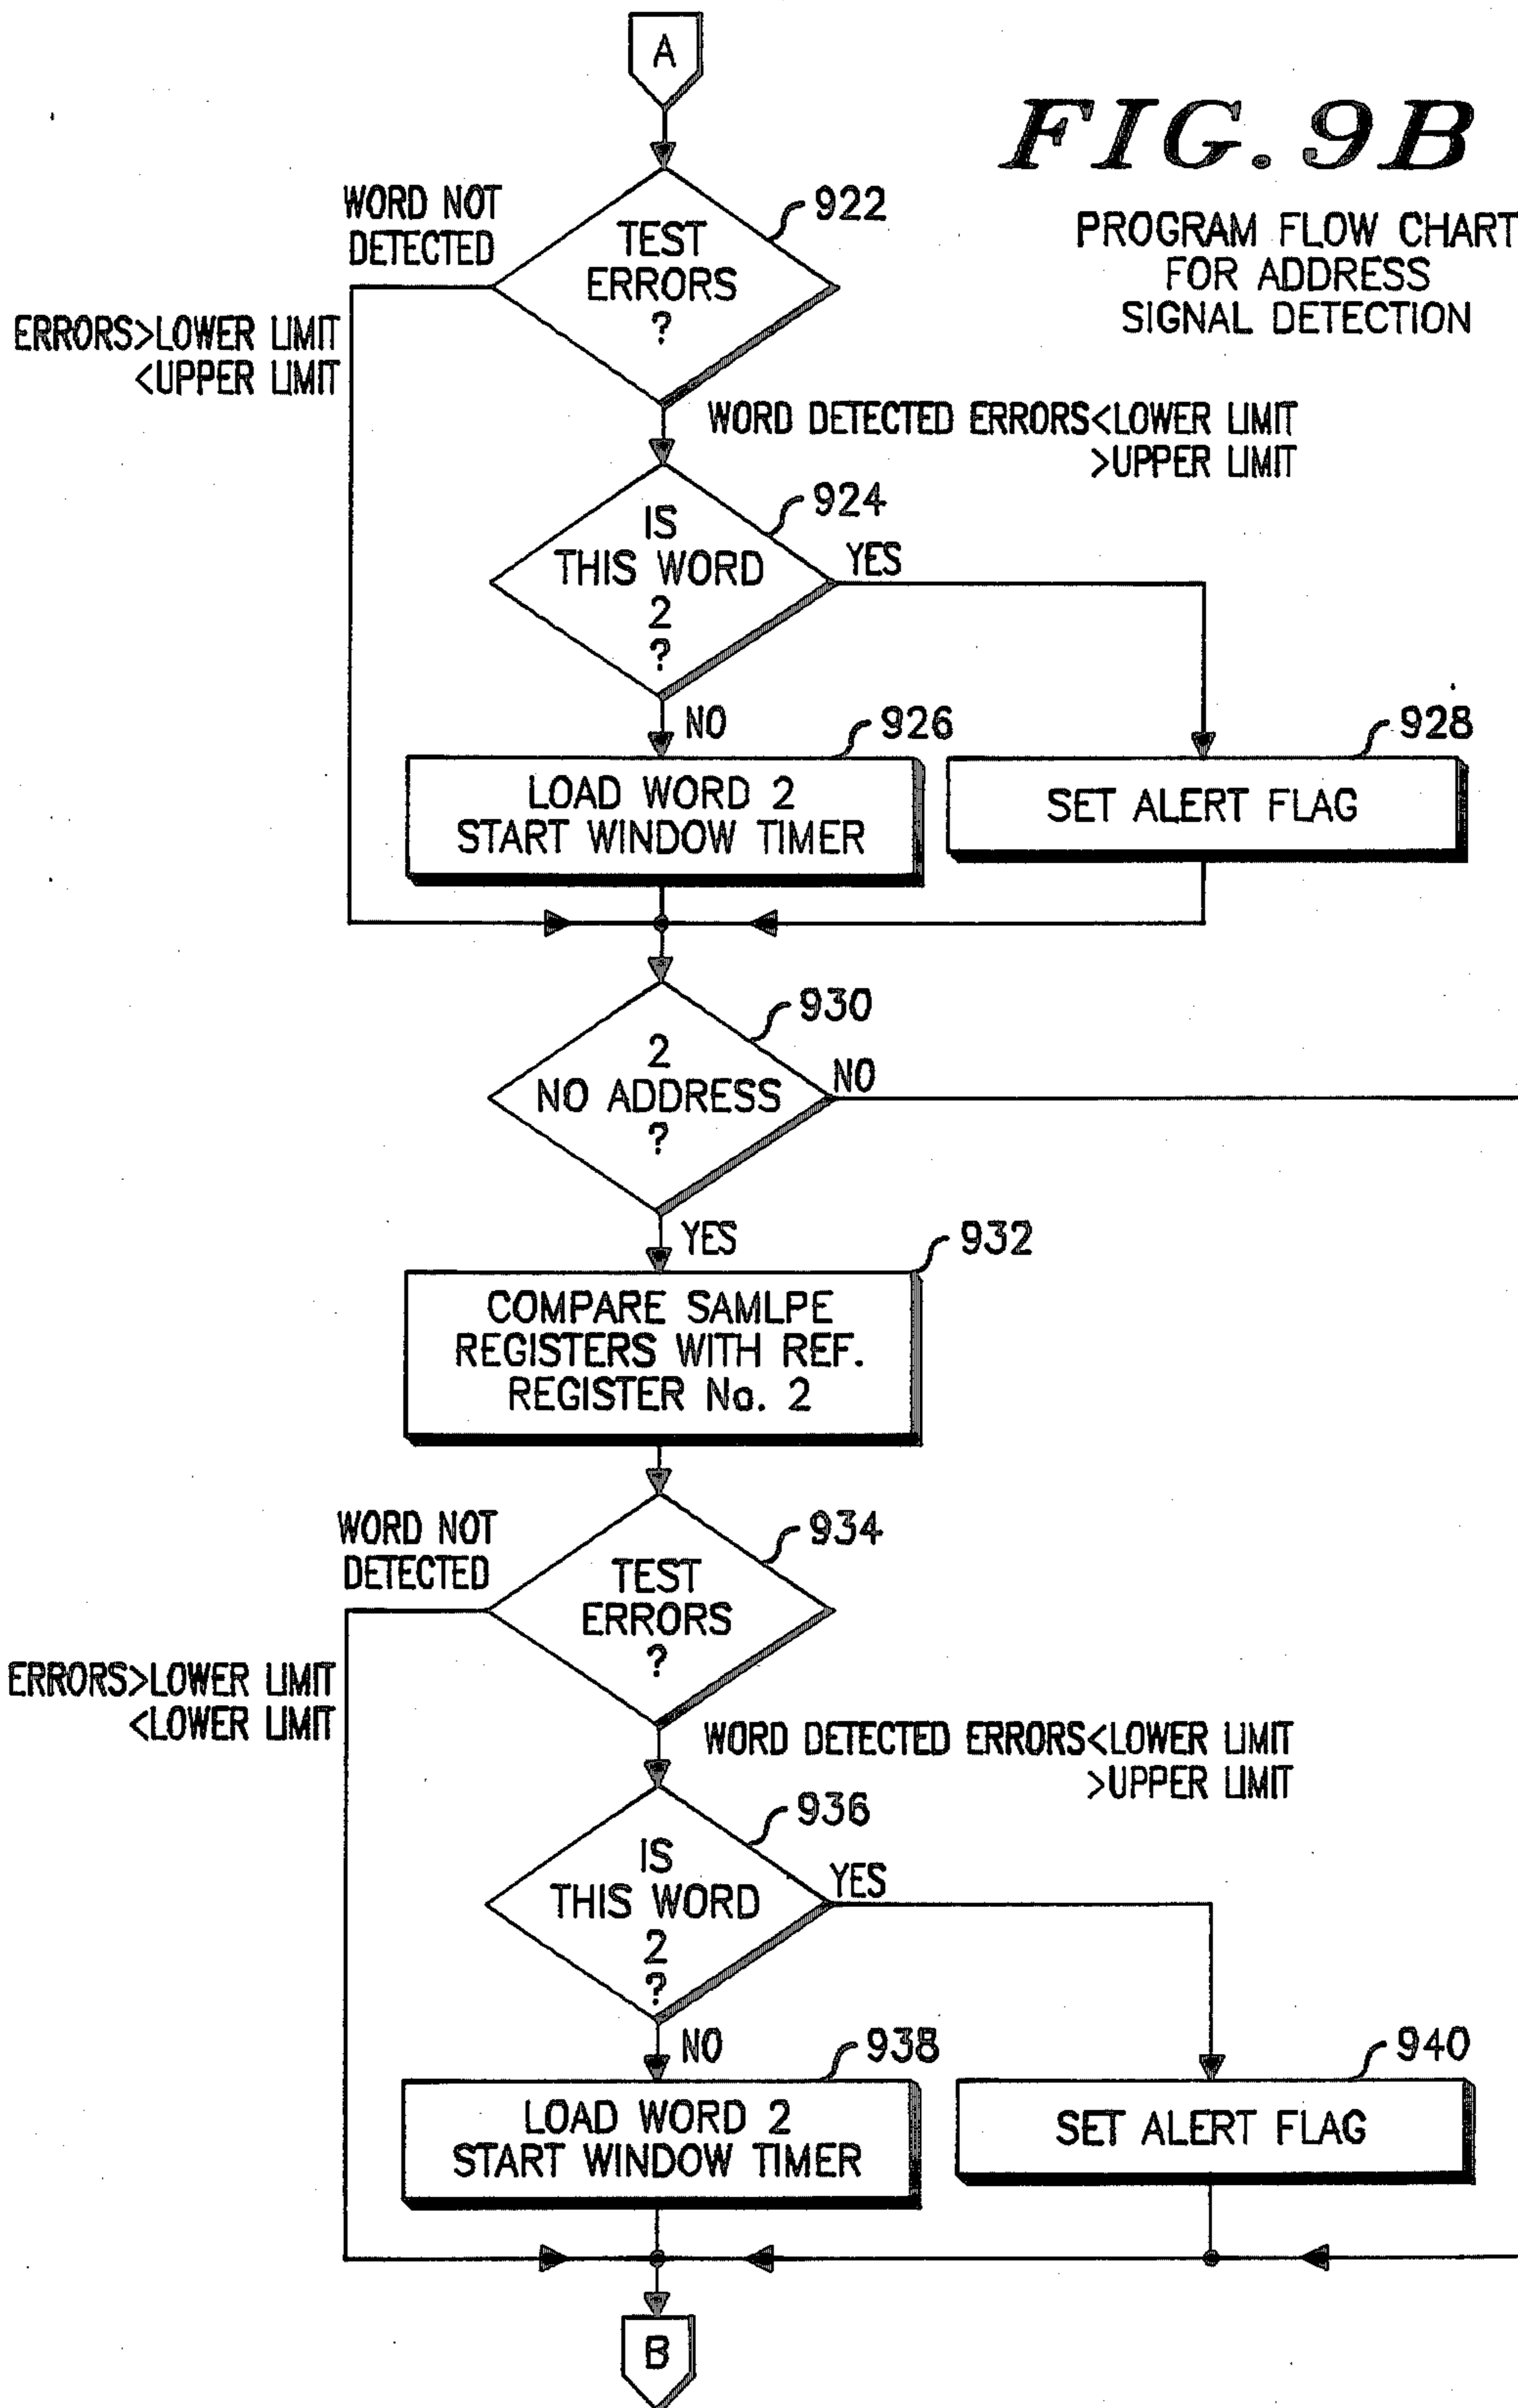 A
FIG. 9B
PROGRAM FLOW CHART
FOR ADDRESS
SIGNAL DETECTION
WORD NOT
DETECTED
922
TEST
ERRORS
?
ERRORS>LOWER LIMIT
<UPPER LIMIT
WORD DETECTED ERRORS<LOWER LIMIT
>UPPER LIMIT
924
IS
THIS WORD
2
?
YES
NO
926
LOAD WORD 2
START WINDOW TIMER
928
SET ALERT FLAG
930
2
NO ADDRESS
?
NO
YES
932
COMPARE SAMLPE
REGISTERS WITH REF.
REGISTER No. 2
WORD NOT
DETECTED
934
TEST
ERRORS
?
ERRORS>LOWER LIMIT
<LOWER LIMIT
WORD DETECTED ERRORS<LOWER LIMIT
>UPPER LIMIT
936
IS
THIS WORD
2
?
YES
NO
938
LOAD WORD 2
START WINDOW TIMER
940
SET ALERT FLAG
B